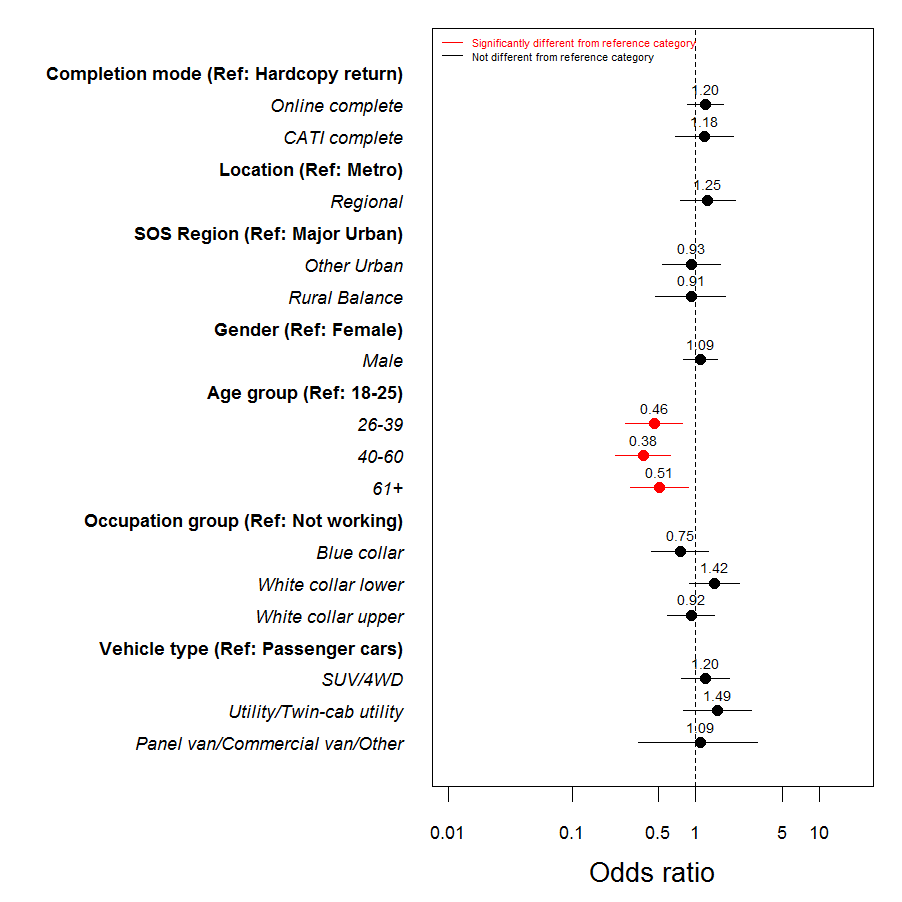 Significantly different from reference category
Not different from reference category
Completion mode (Ref: Hardcopy return)
Online complete 1.20
CATI complete 1.18
Location (Ref: Metro)
Regional 1.25
SOS Region (Ref: Major Urban)
Other Urban 0.93
Rural Balance 0.91
Gender (Ref: Female)
Male 1.09
Age group (Ref: 18-25)
26-39 0.46
40-60 0.38
61+ 0.51
Occupation group (Ref: Not working)
Blue collar 0.75
White collar lower 1.42
White collar upper 0.92
Vehicle type (Ref: Passenger cars)
SUV/4WD 1.20
Utility/Twin-cab utility 1.49
Panel van/Commercial van/Other 1.09
0.01 0.1 0.5 1 5 10
Odds ratio